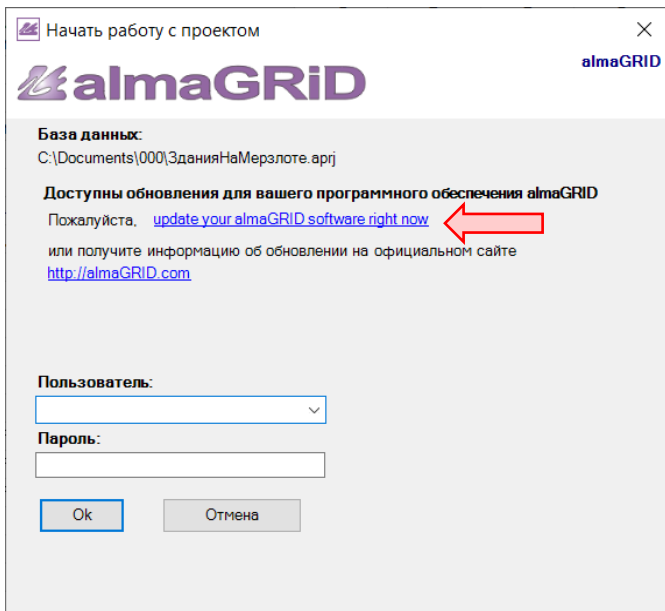 Начать работу с проектом
almaGRiD
almaGRID
База данных:
C:\Documents\000\ЗданияНаМерзлоте.aprj
Доступны обновления для вашего программного обеспечения almaGRID
Пожалуйста, update your almaGRID software right now
или получите информацию об обновлении на официальном сайте
http://almaGRID.com
Пользователь:
Пароль:
Ok Отмена